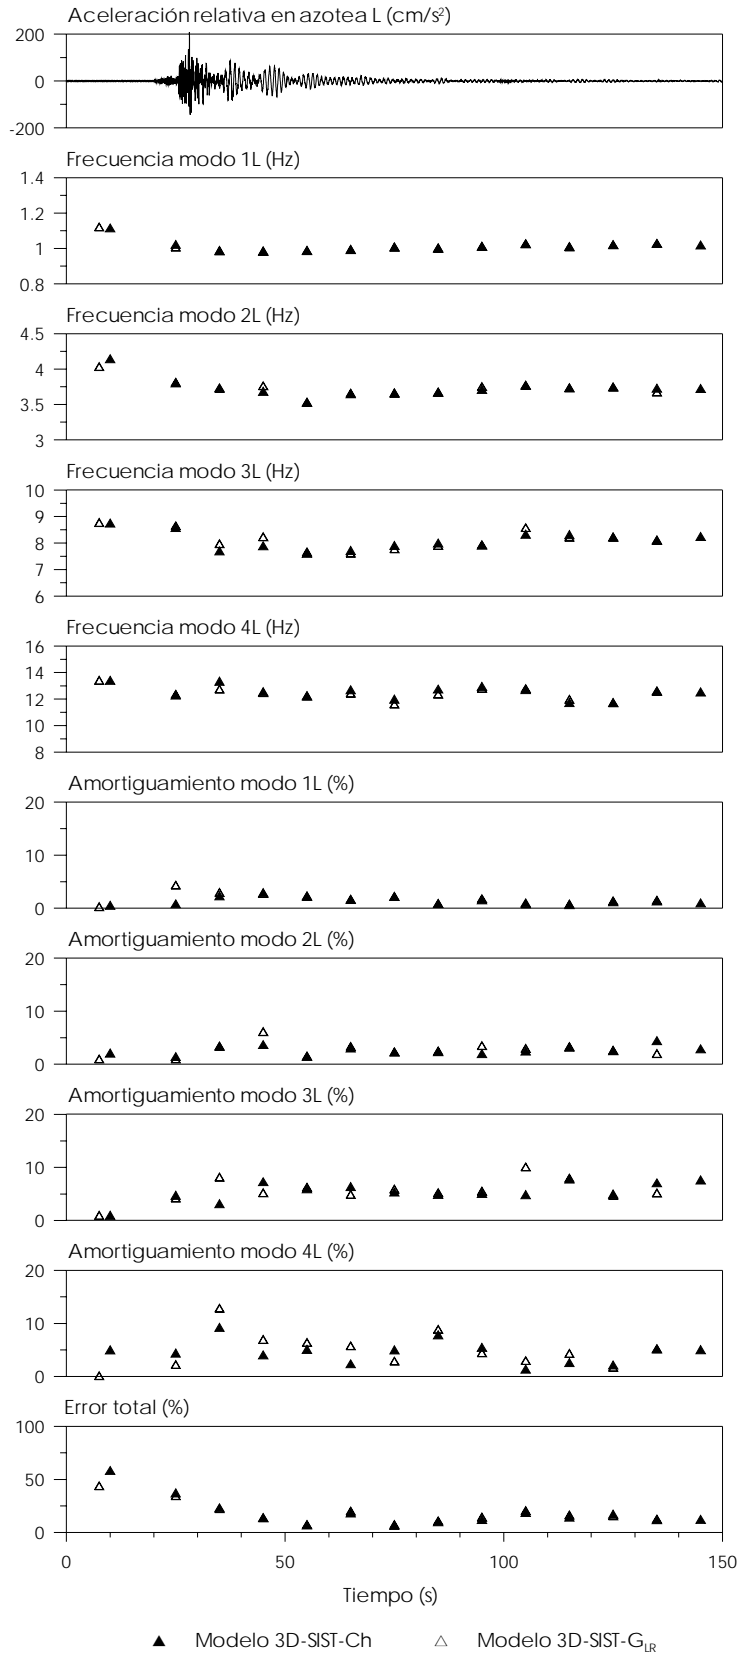 Aceleración relativa en azotea L (cm/s²)
200
0
-200
Frecuencia modo 1L (Hz)
1.4
1.2
1
0.8
Frecuencia modo 2L (Hz)
4.5
4
3.5
3
Frecuencia modo 3L (Hz)
10
9
8
7
6
Frecuencia modo 4L (Hz)
16
14
12
10
8
Amortiguamiento modo 1L (%)
20
10
0
Amortiguamiento modo 2L (%)
20
10
0
Amortiguamiento modo 3L (%)
20
10
0
Amortiguamiento modo 4L (%)
20
10
0
Error total (%)
100
50
0
0 50 100 150
Tiempo (s)
Modelo 3D-SIST-Ch Modelo 3D-SIST-G_LR